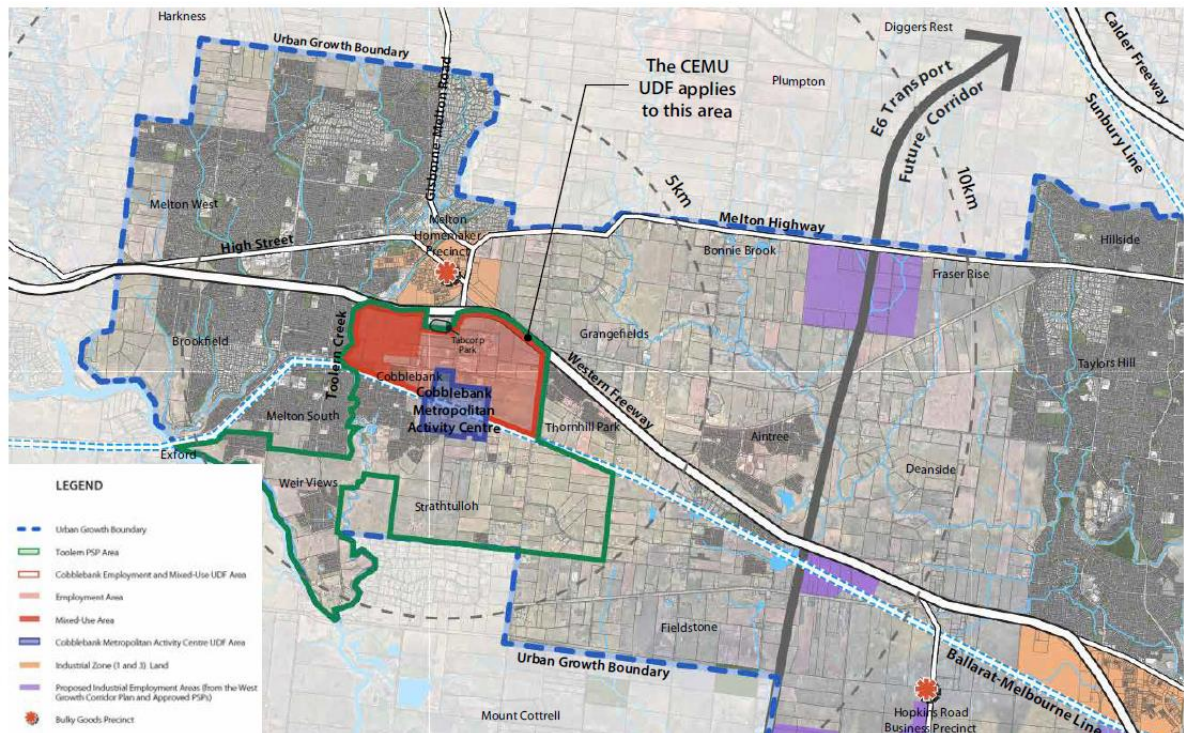 Harkness
Urban Growth Boundary
Gisborne-Melton Road
The CEMU
UDF applies
to this area
Diggers Rest
Plumpton
E6 Transport
Future Corridor
Calder Freeway
Sunbury Line
5km
10km
Melton West
High Street
Melton
Homemaker
Precinct
Melton Highway
Bonnie Brook
Hillside
Fraser Rise
Brookfield
Toolern Creek
Tabcorp
Park
Grangefields
Western Freeway
Taylors Hill
Cobblebank
Cobblebank
Metropolitan
Activity Centre
Melton South
Thornhill Park
Aintree
Deanside
Exford
Weir Views
Strathtulloh
Fieldstone
Urban Growth Boundary
Mount Cottrell
Ballarat-Melbourne Line
Hopkins Road
Business Precinct
LEGEND
Urban Growth Boundary
Toolern PSP Area
Cobblebank Employment and Mixed-Use UDF Area
Employment Area
Mixed-Use Area
Cobblebank Metropolitan Activity Centre UDF Area
Industrial Zone (1 and 3) Land
Proposed Industrial Employment Areas (from the West
Growth Corridor Plan and Approved PSPs)
Bulky Goods Precinct